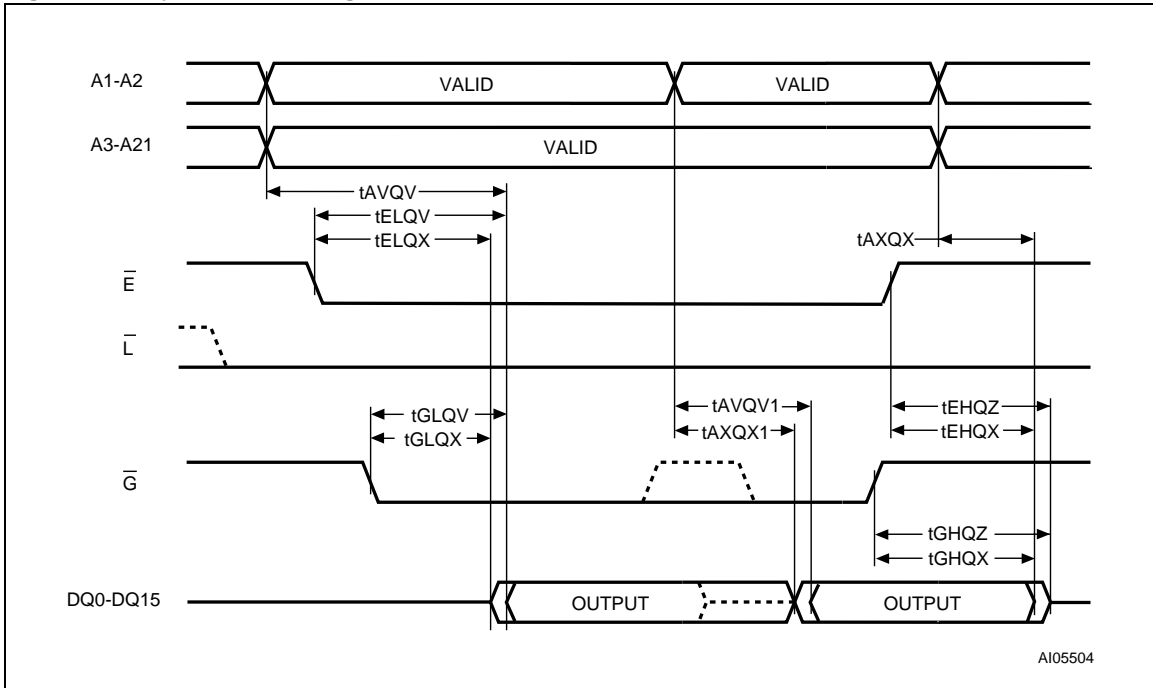 A1-A2
VALID
VALID
A3-A21
VALID
tAVQV
tELQV
tELQX
tAXQX
E
L
tAVQV1
tEHQZ
tGLQV
tAXQX1
tEHQX
tGLQX
G
tGHQZ
tGHQX
DQ0-DQ15
OUTPUT
OUTPUT
AI05504